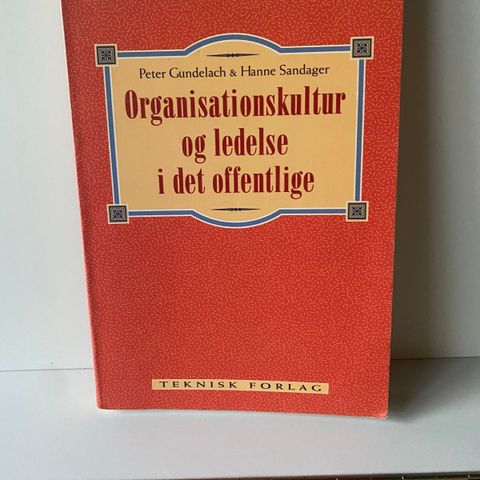 Peter Gundelach & Hanne Sandager
Organisationskultur
og ledelse
i det offentlige
TEKNISK FORLAG